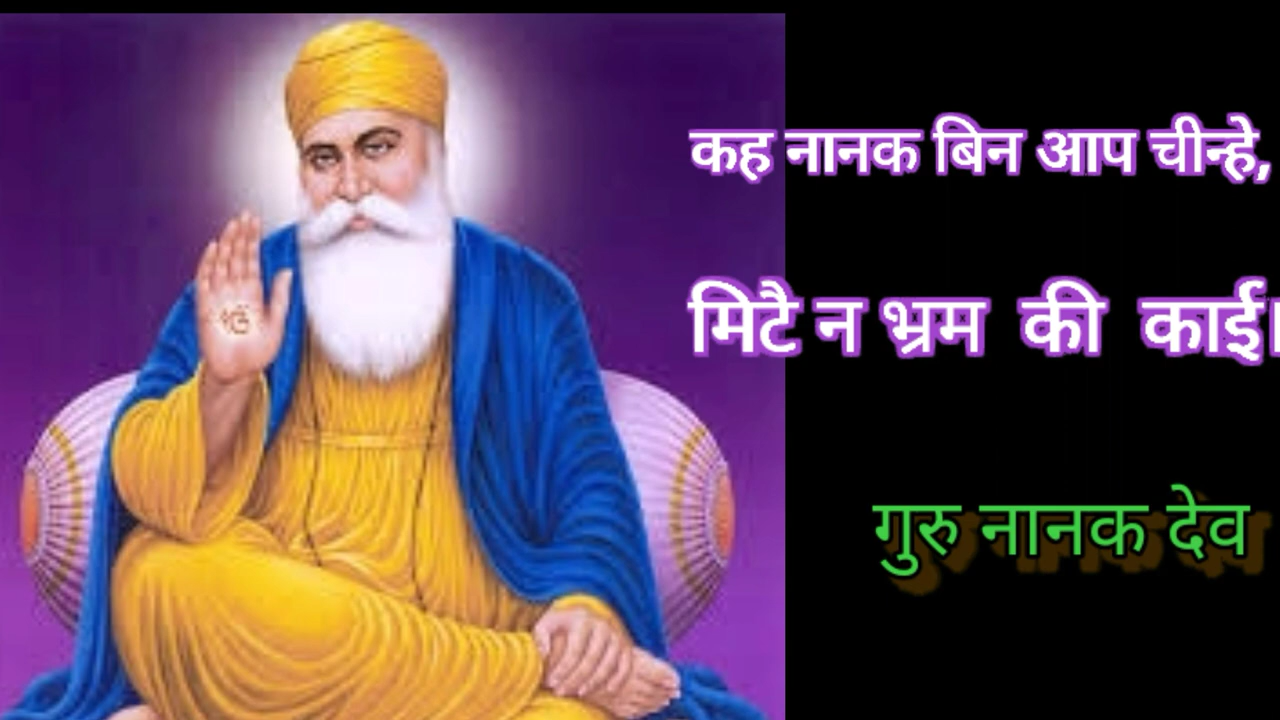 कह नानक बिन आप चीन्हे,
मिटै न भ्रम की काई।
गुरु नानक देव
ੴ